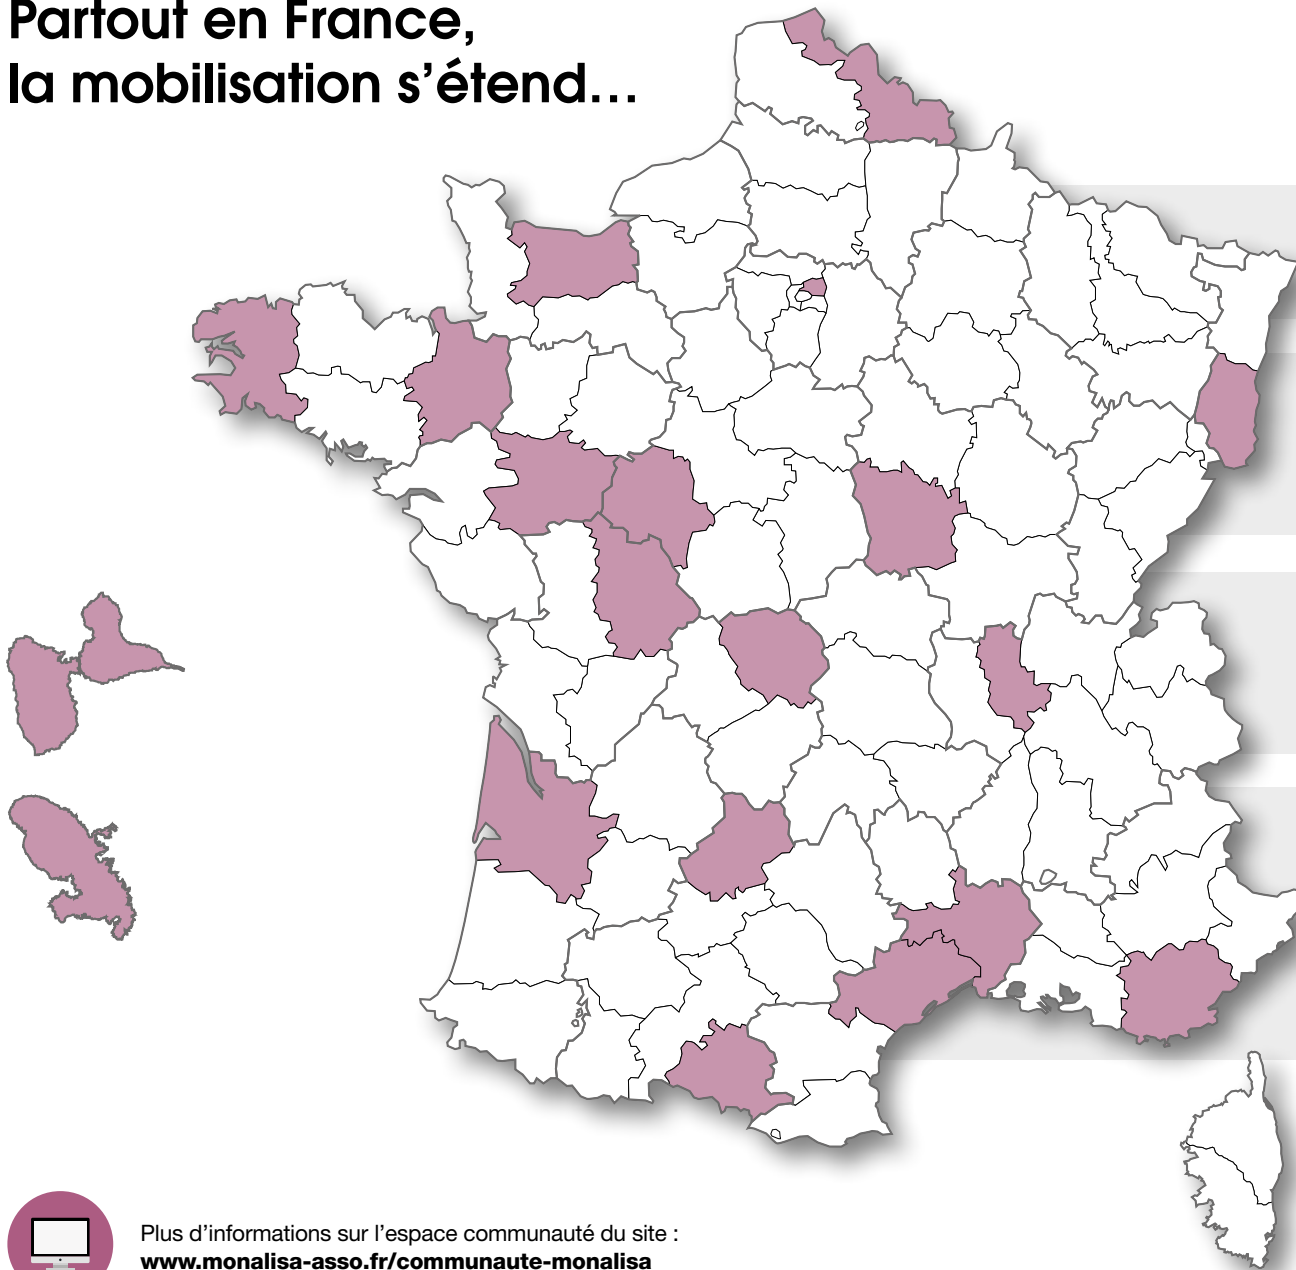 Partout en France,
la mobilisation s’étend…
Plus d’informations sur l’espace communauté du site :
www.monalisa-asso.fr/communaute-monalisa